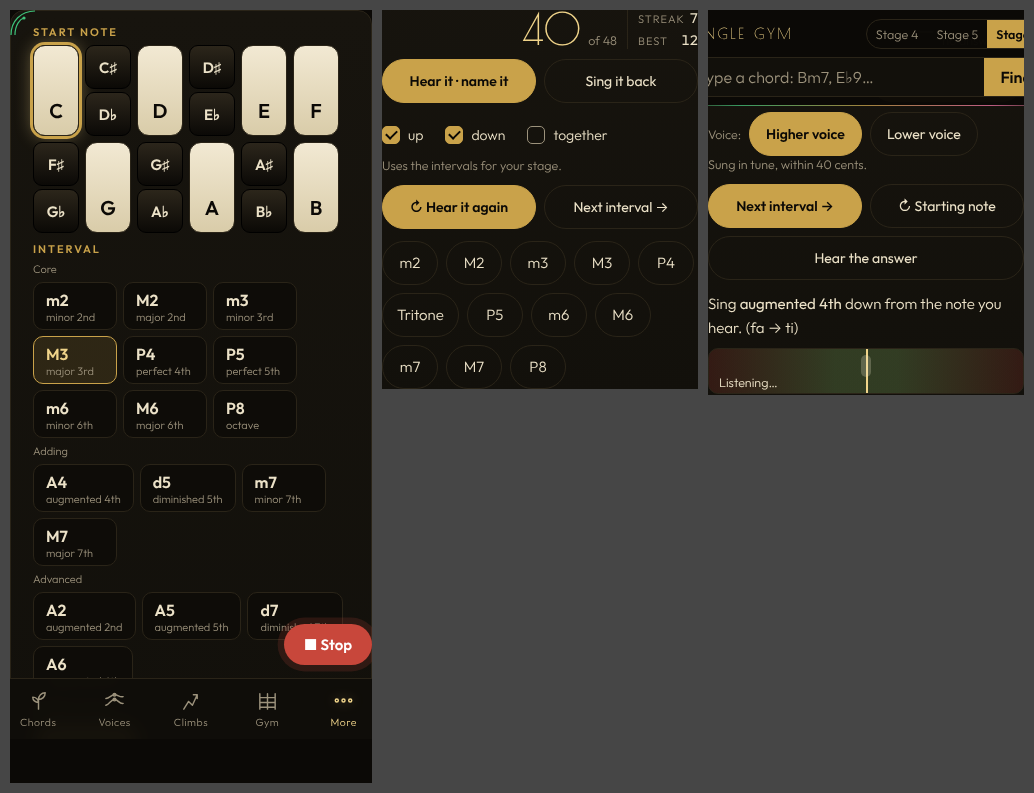 START NOTE
C
C♯
D♭
D
D♯
E♭
E
F
F♯
G♭
G
G♯
A♭
A
A♯
B♭
B
INTERVAL
Core
m2
minor 2nd
M2
major 2nd
m3
minor 3rd
M3
major 3rd
P4
perfect 4th
P5
perfect 5th
m6
minor 6th
M6
major 6th
P8
octave
Adding
A4
augmented 4th
d5
diminished 5th
m7
minor 7th
M7
major 7th
Advanced
A2
augmented 2nd
A5
augmented 5th
d7
A6
Stop
Chords
Voices
Climbs
Gym
More
40 of 48
STREAK 7
BEST 12
Hear it · name it
Sing it back
up
down
together
Uses the intervals for your stage.
↻ Hear it again
Next interval →
m2
M2
m3
M3
P4
Tritone
P5
m6
M6
m7
M7
P8
NGLE GYM
Stage 4
Stage 5
Stag
ype a chord: Bm7, E♭9…
Fin
Voice:
Higher voice
Lower voice
Sung in tune, within 40 cents.
Next interval →
↻ Starting note
Hear the answer
Sing augmented 4th down from the note you
hear. (fa → ti)
Listening…